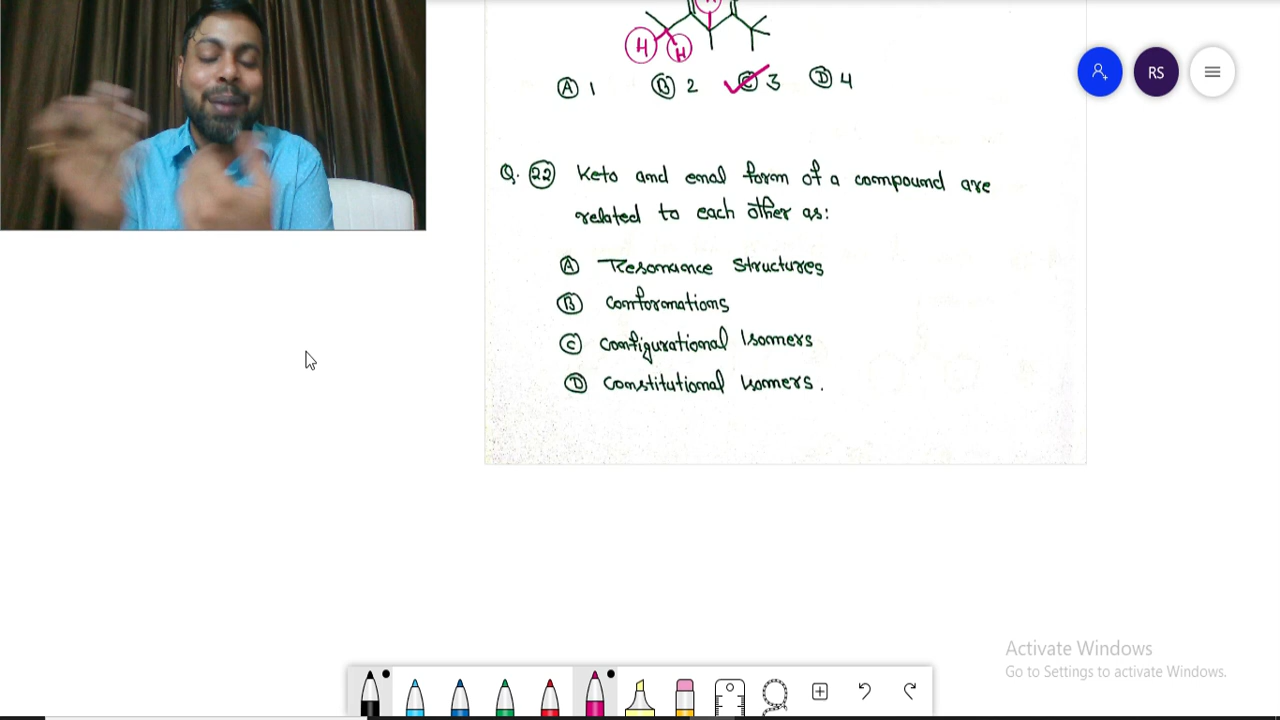 H H
A 1 B 2 C 3 D 4
RS
Q. 22 Keto and enol form of a compound are
related to each other as:
A Resonance Structures
B Conformations
C Configurational Isomers
D Constitutional Isomers.
Activate Windows
Go to Settings to activate Windows.